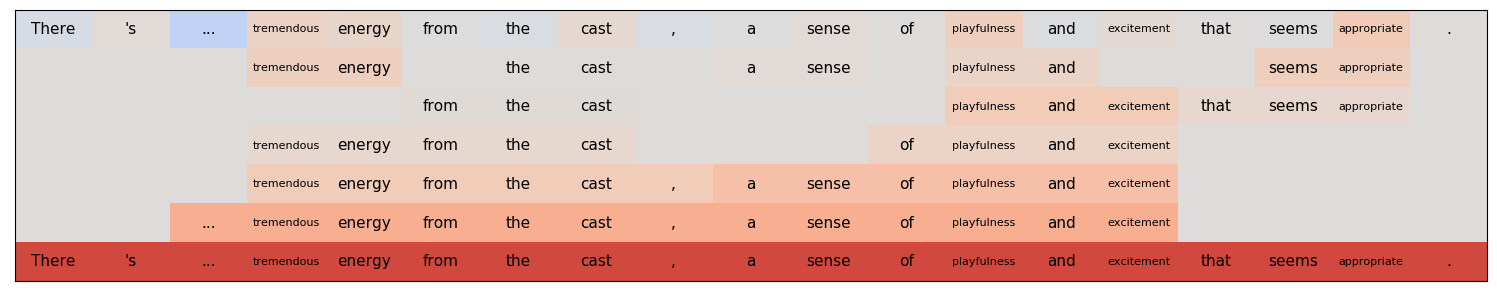 There 's ... tremendous energy from the cast , a sense of playfulness and excitement that seems appropriate .
tremendous energy the cast a sense playfulness and seems appropriate
from the cast playfulness and excitement that seems appropriate
tremendous energy from the cast of playfulness and excitement
tremendous energy from the cast , a sense of playfulness and excitement
... tremendous energy from the cast , a sense of playfulness and excitement
There 's ... tremendous energy from the cast , a sense of playfulness and excitement that seems appropriate .